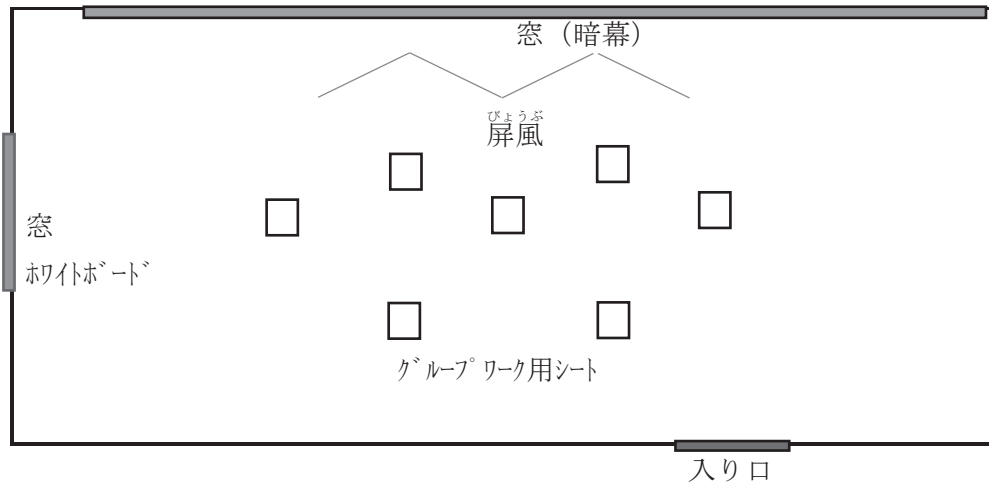 窓（暗幕）
びょうぶ
屏風
窓
ﾎﾜｲﾄﾎﾞｰﾄﾞ
ｸﾞﾙｰﾌﾟﾜｰｸ用ｼｰﾄ
入り口